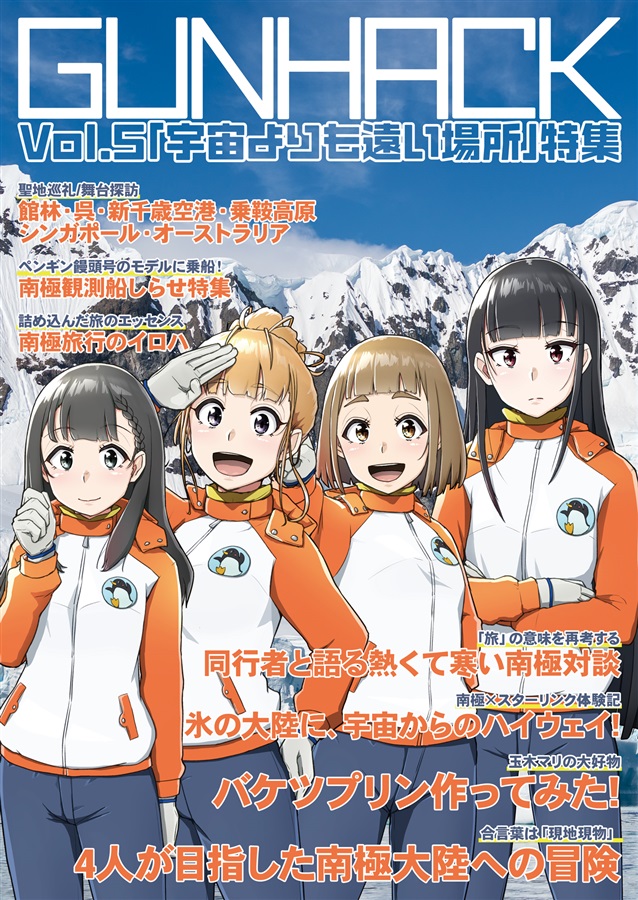 GUNHACK
Vol.5「宇宙よりも遠い場所」特集
聖地巡礼/舞台探訪
館林・呉・新千歳空港・乗鞍高原
シンガポール・オーストラリア
ペンギン饅頭号のモデルに乗船!
南極観測船しらせ特集
詰め込んだ旅のエッセンス
南極旅行のイロハ
「旅」の意味を再考する
同行者と語る熱くて寒い南極対談
南極×スターリンク体験記
氷の大陸に、宇宙からのハイウェイ!
玉木マリの大好物
バケツプリン作ってみた!
合言葉は「現地現物」
4人が目指した南極大陸への冒険